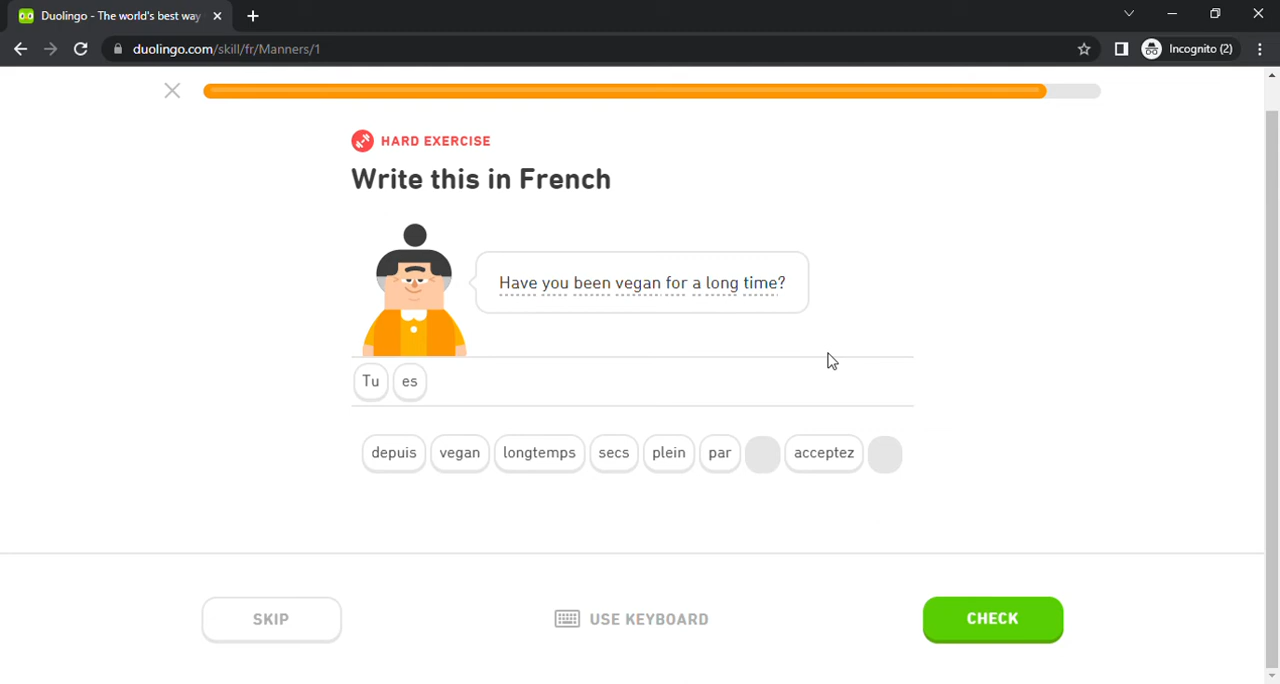 Duolingo - The world's best way
duolingo.com/skill/fr/Manners/1
Incognito (2)
HARD EXERCISE
Write this in French
Have you been vegan for a long time?
Tu es
depuis vegan longtemps secs plein par acceptez
SKIP USE KEYBOARD CHECK